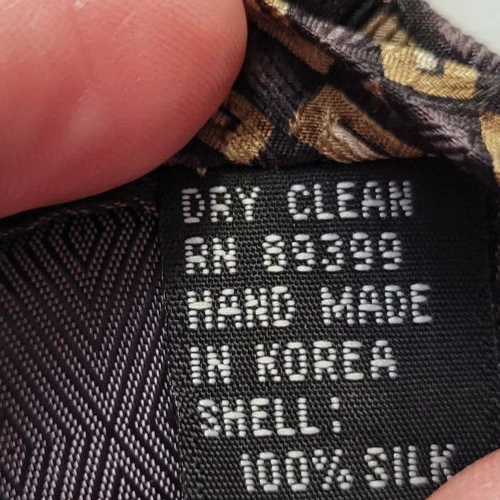 DRY CLEAN
RN 89399
HAND MADE
IN KOREA
SHELL:
100% SILK